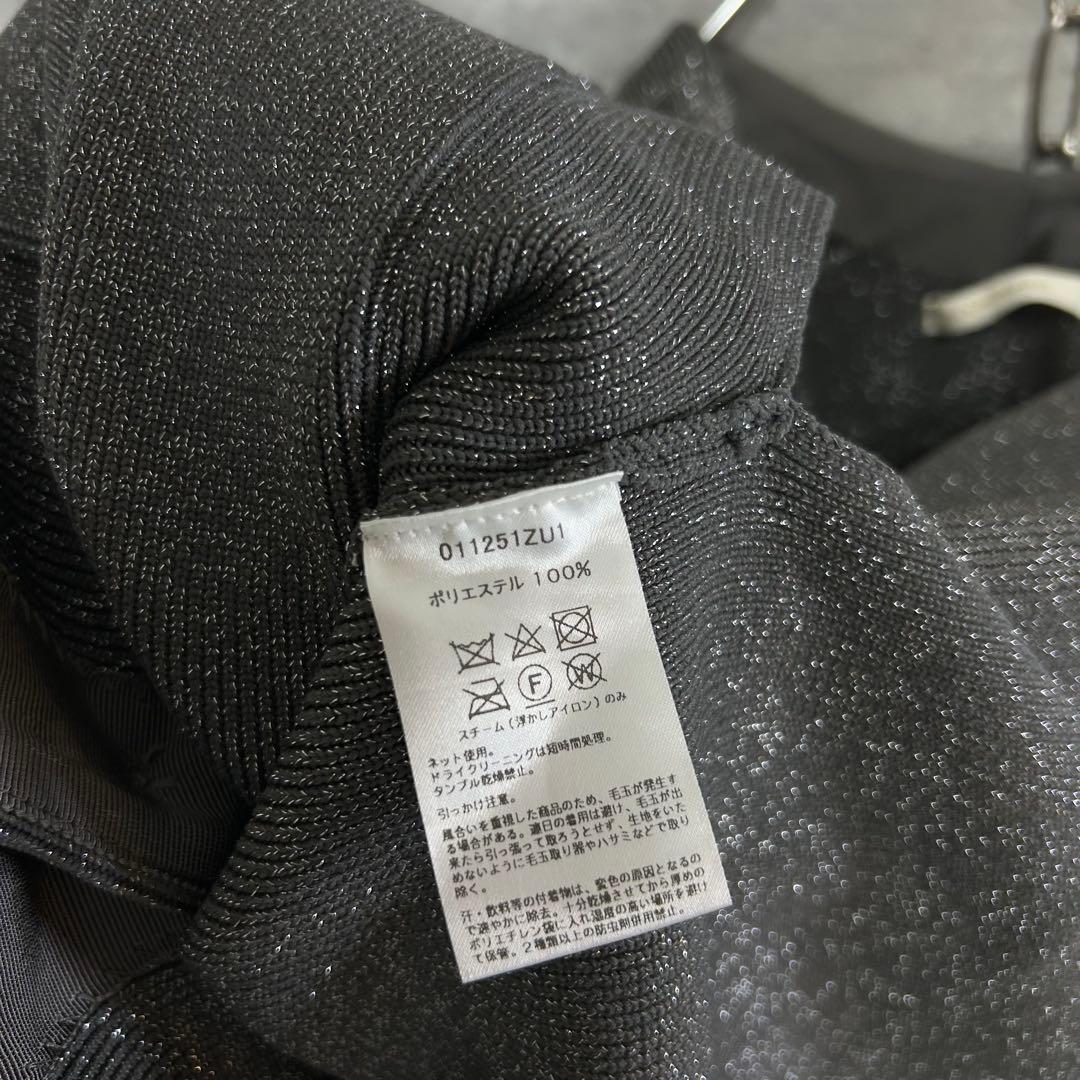 011251ZU1
ポリエステル 100%
F W
スチーム(浮かしアイロン)のみ
ネット使用。
ドライクリーニングは短時間処理。
タンブル乾燥禁止。
引っかけ注意。
風合いを重視した商品のため、毛玉が発生す
る場合がある。連日の着用は避け、毛玉が出
来たら引っ張って取ろうとせず、生地をいた
めないように毛玉取り器やハサミなどで取り
除く。
汗・飲料等の付着物は、変色の原因となるの
で速やかに除去。十分乾燥させてから厚めの
ポリエチレン袋に入れ湿度の高い場所を避け
て保管。2種類以上の防虫剤併用禁止。